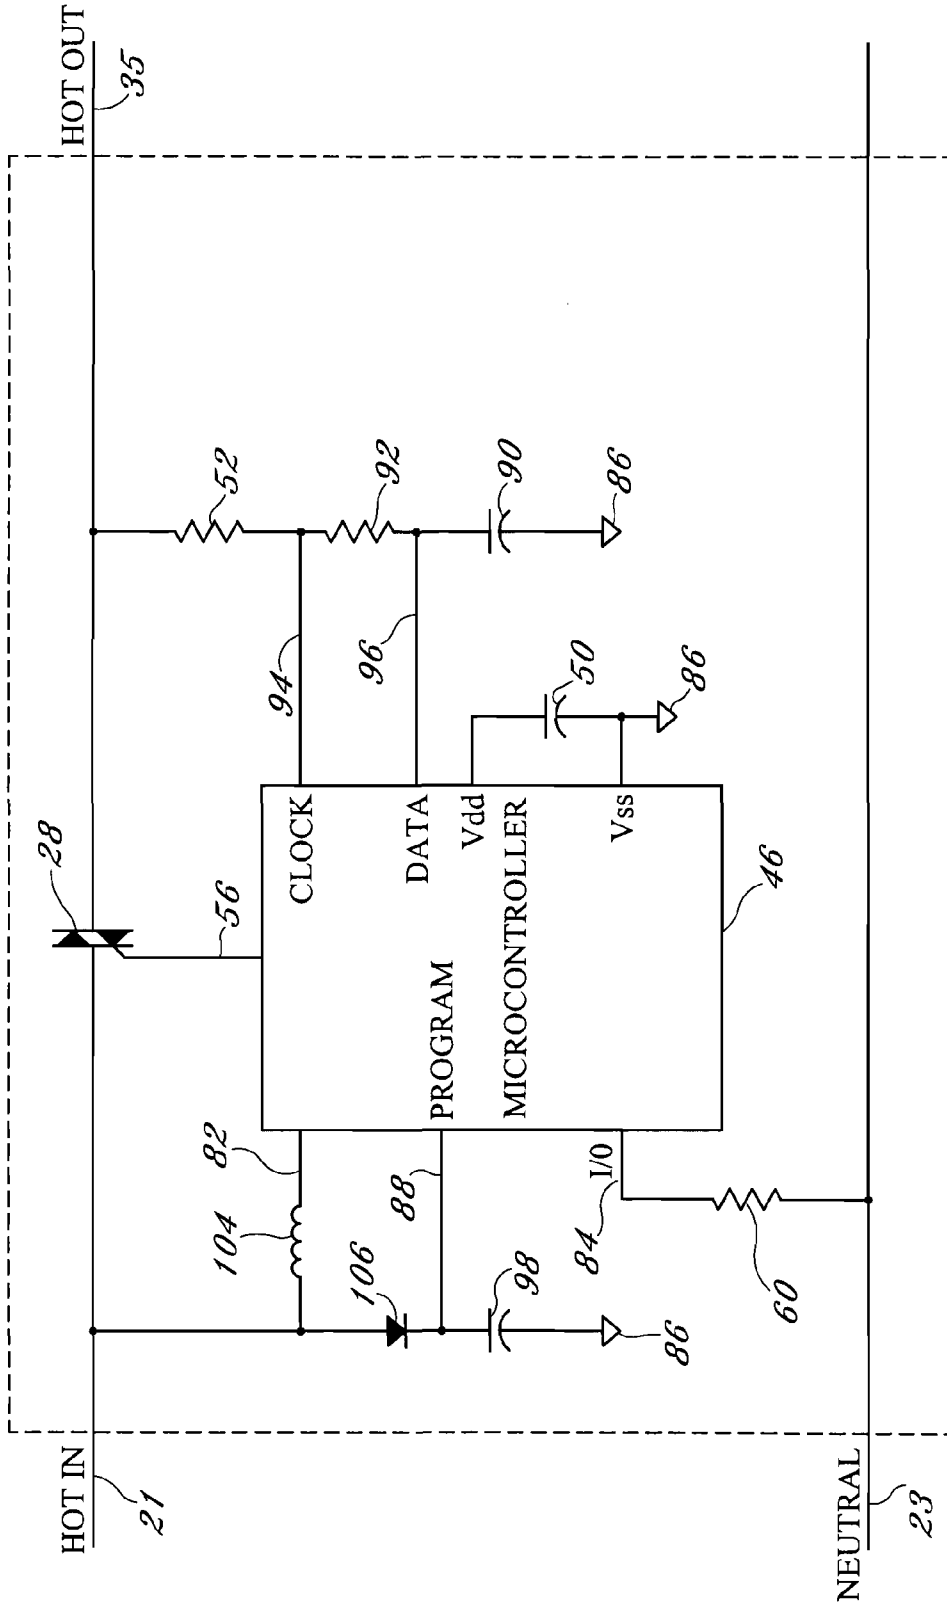 HOT IN
21
HOT OUT
35
28
56
52
92
90
86
94
96
50
86
82
104
106
88
98
86
84
60
I/0
PROGRAM
MICROCONTROLLER
CLOCK
DATA
Vdd
Vss
46
NEUTRAL
23